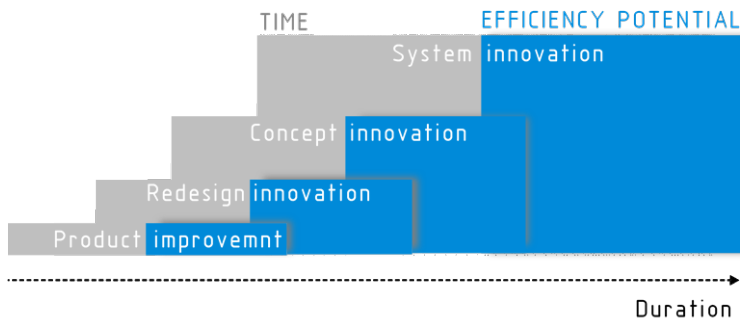 TIME EFFICIENCY POTENTIAL
System innovation
Concept innovation
Redesign innovation
Product improvemnt
Duration